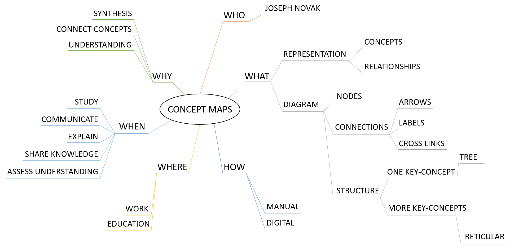 CONCEPT MAPS
WHO
JOSEPH NOVAK
WHAT
REPRESENTATION
CONCEPTS
RELATIONSHIPS
DIAGRAM
NODES
CONNECTIONS
ARROWS
LABELS
CROSS LINKS
STRUCTURE
ONE KEY-CONCEPT
TREE
MORE KEY-CONCEPTS
RETICULAR
HOW
MANUAL
DIGITAL
WHERE
WORK
EDUCATION
WHEN
STUDY
COMMUNICATE
EXPLAIN
SHARE KNOWLEDGE
ASSESS UNDERSTANDING
WHY
SYNTHESIS
CONNECT CONCEPTS
UNDERSTANDING